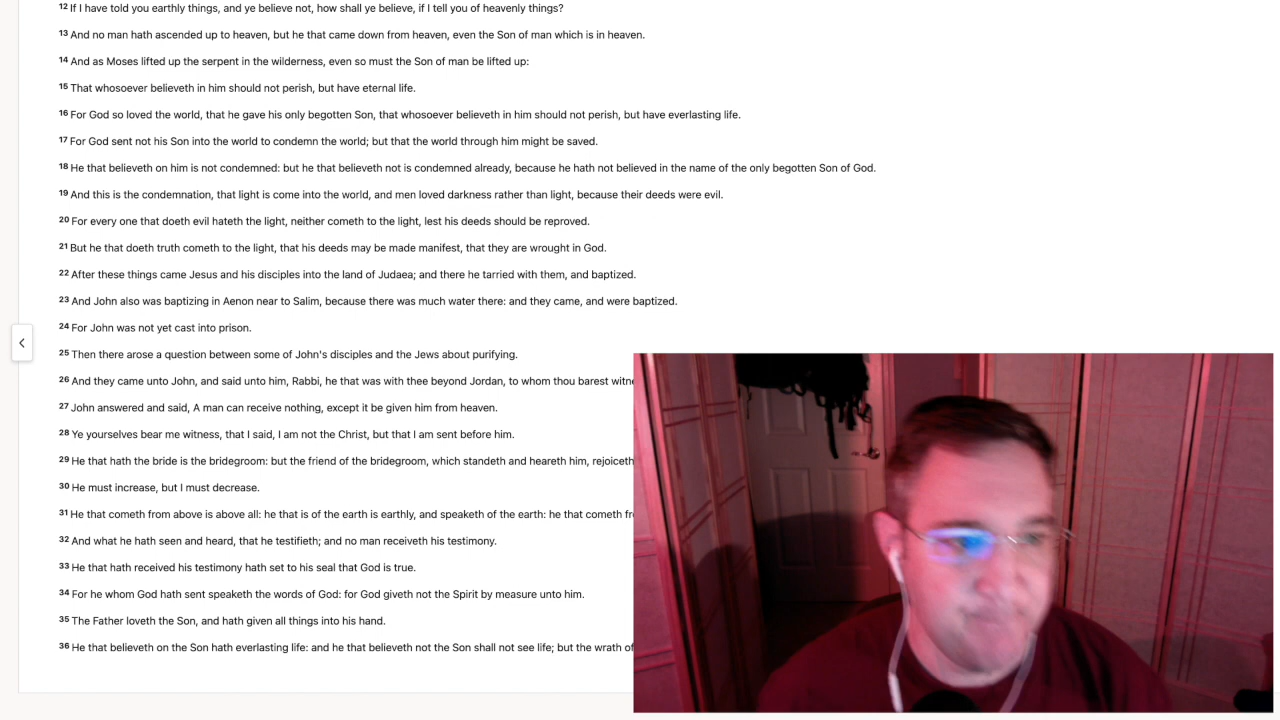 12 If I have told you earthly things, and ye believe not, how shall ye believe, if I tell you of heavenly things?
13 And no man hath ascended up to heaven, but he that came down from heaven, even the Son of man which is in heaven.
14 And as Moses lifted up the serpent in the wilderness, even so must the Son of man be lifted up:
15 That whosoever believeth in him should not perish, but have eternal life.
16 For God so loved the world, that he gave his only begotten Son, that whosoever believeth in him should not perish, but have everlasting life.
17 For God sent not his Son into the world to condemn the world; but that the world through him might be saved.
18 He that believeth on him is not condemned: but he that believeth not is condemned already, because he hath not believed in the name of the only begotten Son of God.
19 And this is the condemnation, that light is come into the world, and men loved darkness rather than light, because their deeds were evil.
20 For every one that doeth evil hateth the light, neither cometh to the light, lest his deeds should be reproved.
21 But he that doeth truth cometh to the light, that his deeds may be made manifest, that they are wrought in God.
22 After these things came Jesus and his disciples into the land of Judaea; and there he tarried with them, and baptized.
23 And John also was baptizing in Aenon near to Salim, because there was much water there: and they came, and were baptized.
24 For John was not yet cast into prison.
25 Then there arose a question between some of John's disciples and the Jews about purifying.
26 And they came unto John, and said unto him, Rabbi, he that was with thee beyond Jordan, to whom thou barest
27 John answered and said, A man can receive nothing, except it be given him from heaven.
28 Ye yourselves bear me witness, that I said, I am not the Christ, but that I am sent before him.
29 He that hath the bride is the bridegroom: but the friend of the bridegroom, which standeth and heareth him, rejoiceth
30 He must increase, but I must decrease.
31 He that cometh from above is above all: he that is of the earth is earthly, and speaketh of the earth: he that cometh
32 And what he hath seen and heard, that he testifieth; and no man receiveth his testimony.
33 He that hath received his testimony hath set to his seal that God is true.
34 For he whom God hath sent speaketh the words of God: for God giveth not the Spirit by measure unto him.
35 The Father loveth the Son, and hath given all things into his hand.
36 He that believeth on the Son hath everlasting life: and he that believeth not the Son shall not see life; but the wrath of